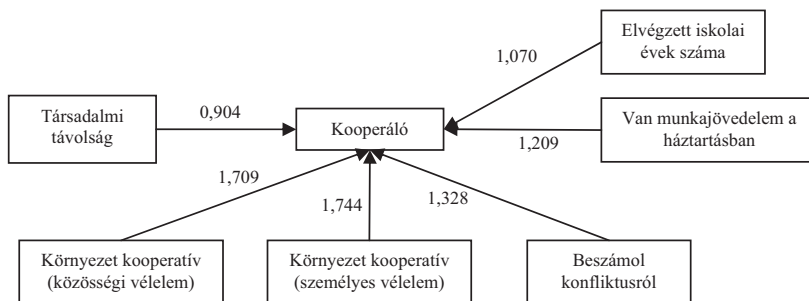 Elvégzett iskolai
évek száma
1,070
Társadalmi
távolság
0,904
Kooperáló
Van munkajövedelem a
háztartásban
1,209
1,709
1,744
1,328
Környezet kooperatív
(közösségi vélelem)
Környezet kooperatív
(személyes vélelem)
Beszámol
konfliktusról